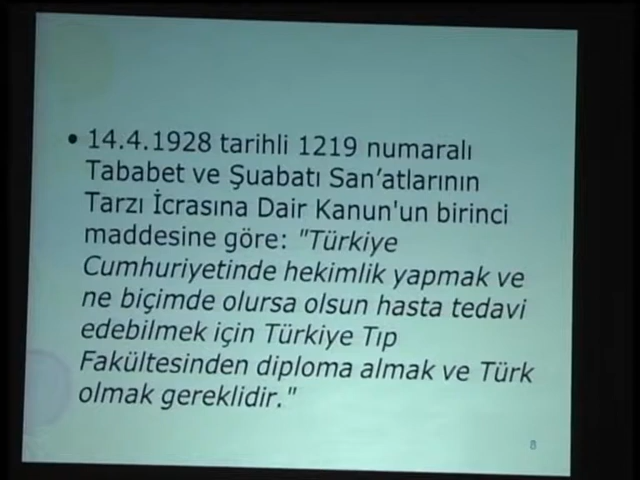 • 14.4.1928 tarihli 1219 numaralı
Tababet ve Şuabatı San’atlarının
Tarzı İcrasına Dair Kanun'un birinci
maddesine göre: "Türkiye
Cumhuriyetinde hekimlik yapmak ve
ne biçimde olursa olsun hasta tedavi
edebilmek için Türkiye Tıp
Fakültesinden diploma almak ve Türk
olmak gereklidir."
8